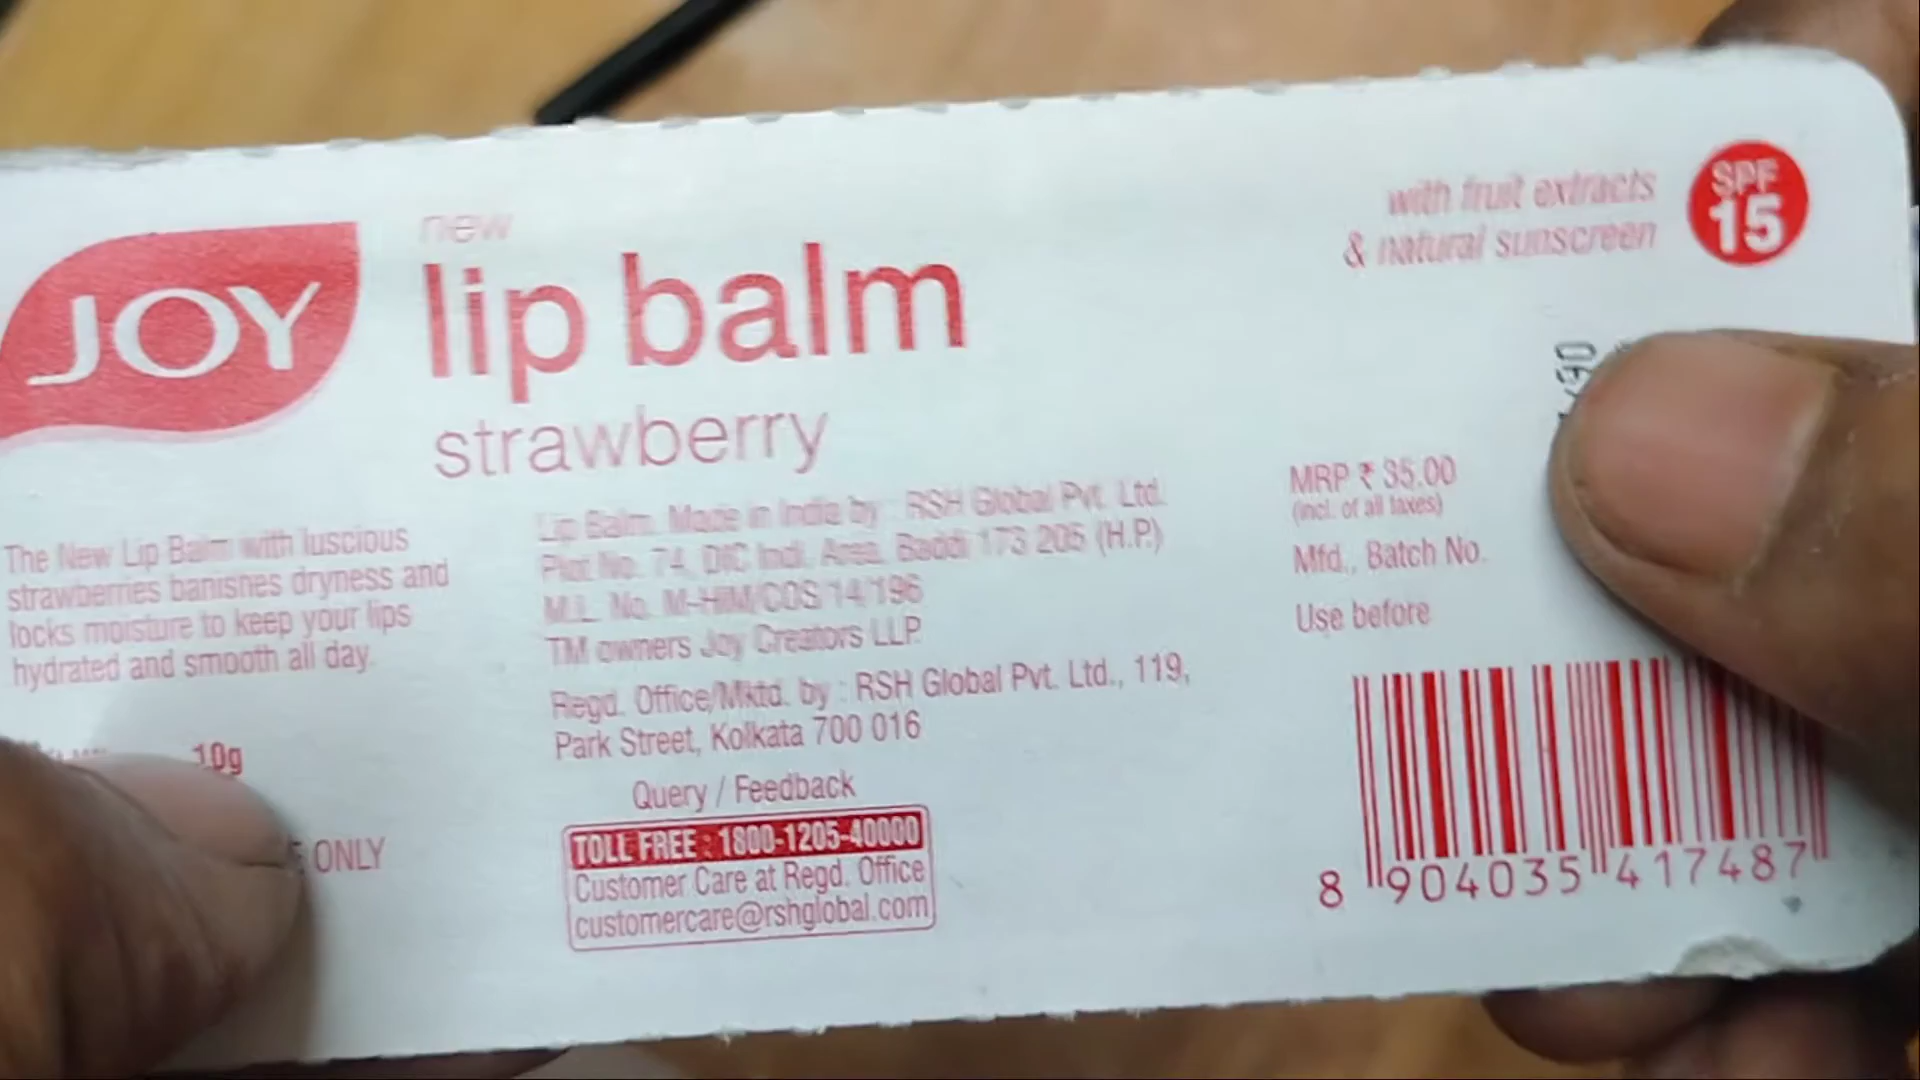 JOY
new
lip balm
strawberry
with fruit extracts
& natural sunscreen
SPF
15
The New Lip Balm with luscious
strawberries banishes dryness and
locks moisture to keep your lips
hydrated and smooth all day.
10g
ONLY
Lip Balm Made in India by : RSH Global Pvt. Ltd.
Plot No. 74, DIC Indl. Area, Baddi 173 205 (H.P.)
M.L. No. M-HIM/COS/14/196
TM owners Joy Creators LLP.
Regd. Office/Mktd. by : RSH Global Pvt. Ltd., 119,
Park Street, Kolkata 700 016
Query / Feedback
TOLL FREE : 1800-1205-40000
Customer Care at Regd. Office
customercare@rshglobal.com
MRP ₹ 35.00
(incl. of all taxes)
Mfd., Batch No.
Use before
8 904035 417487